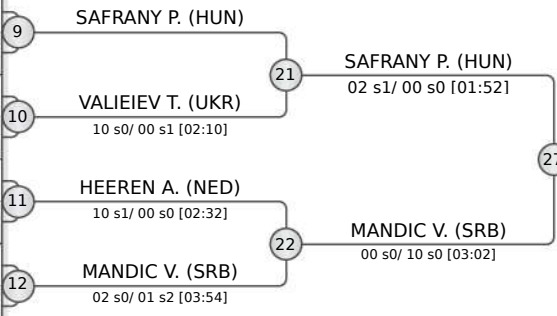 9
SAFRANY P. (HUN)
21
SAFRANY P. (HUN)
02 s1/ 00 s0 [01:52]
10
VALIEIEV T. (UKR)
10 s0/ 00 s1 [02:10]
27
11
HEEREN A. (NED)
10 s1/ 00 s0 [02:32]
22
MANDIC V. (SRB)
00 s0/ 10 s0 [03:02]
12
MANDIC V. (SRB)
02 s0/ 01 s2 [03:54]